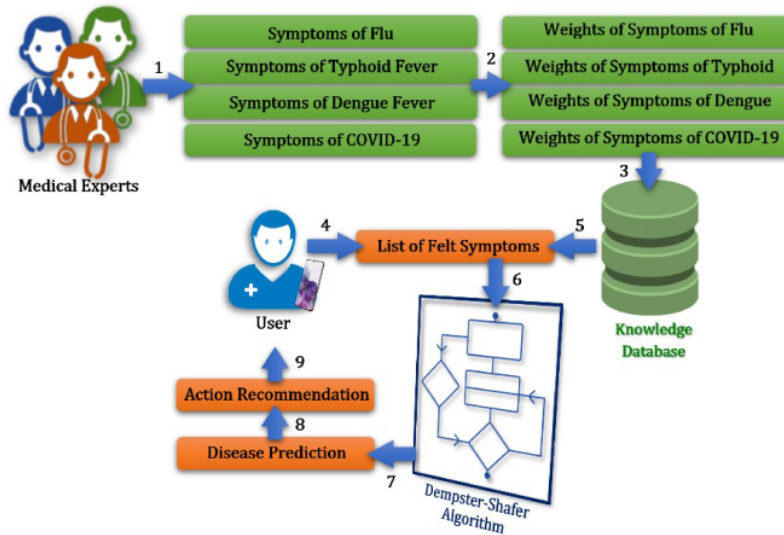 Symptoms of Flu
Weights of Symptoms of Flu
1
Symptoms of Typhoid Fever
2
Weights of Symptoms of Typhoid
Symptoms of Dengue Fever
Weights of Symptoms of Dengue
Symptoms of COVID-19
Weights of Symptoms of COVID-19
Medical Experts
3
4
List of Felt Symptoms
5
6
User
Knowledge
Database
9
Action Recommendation
8
Disease Prediction
7
Dempster-Shafer
Algorithm